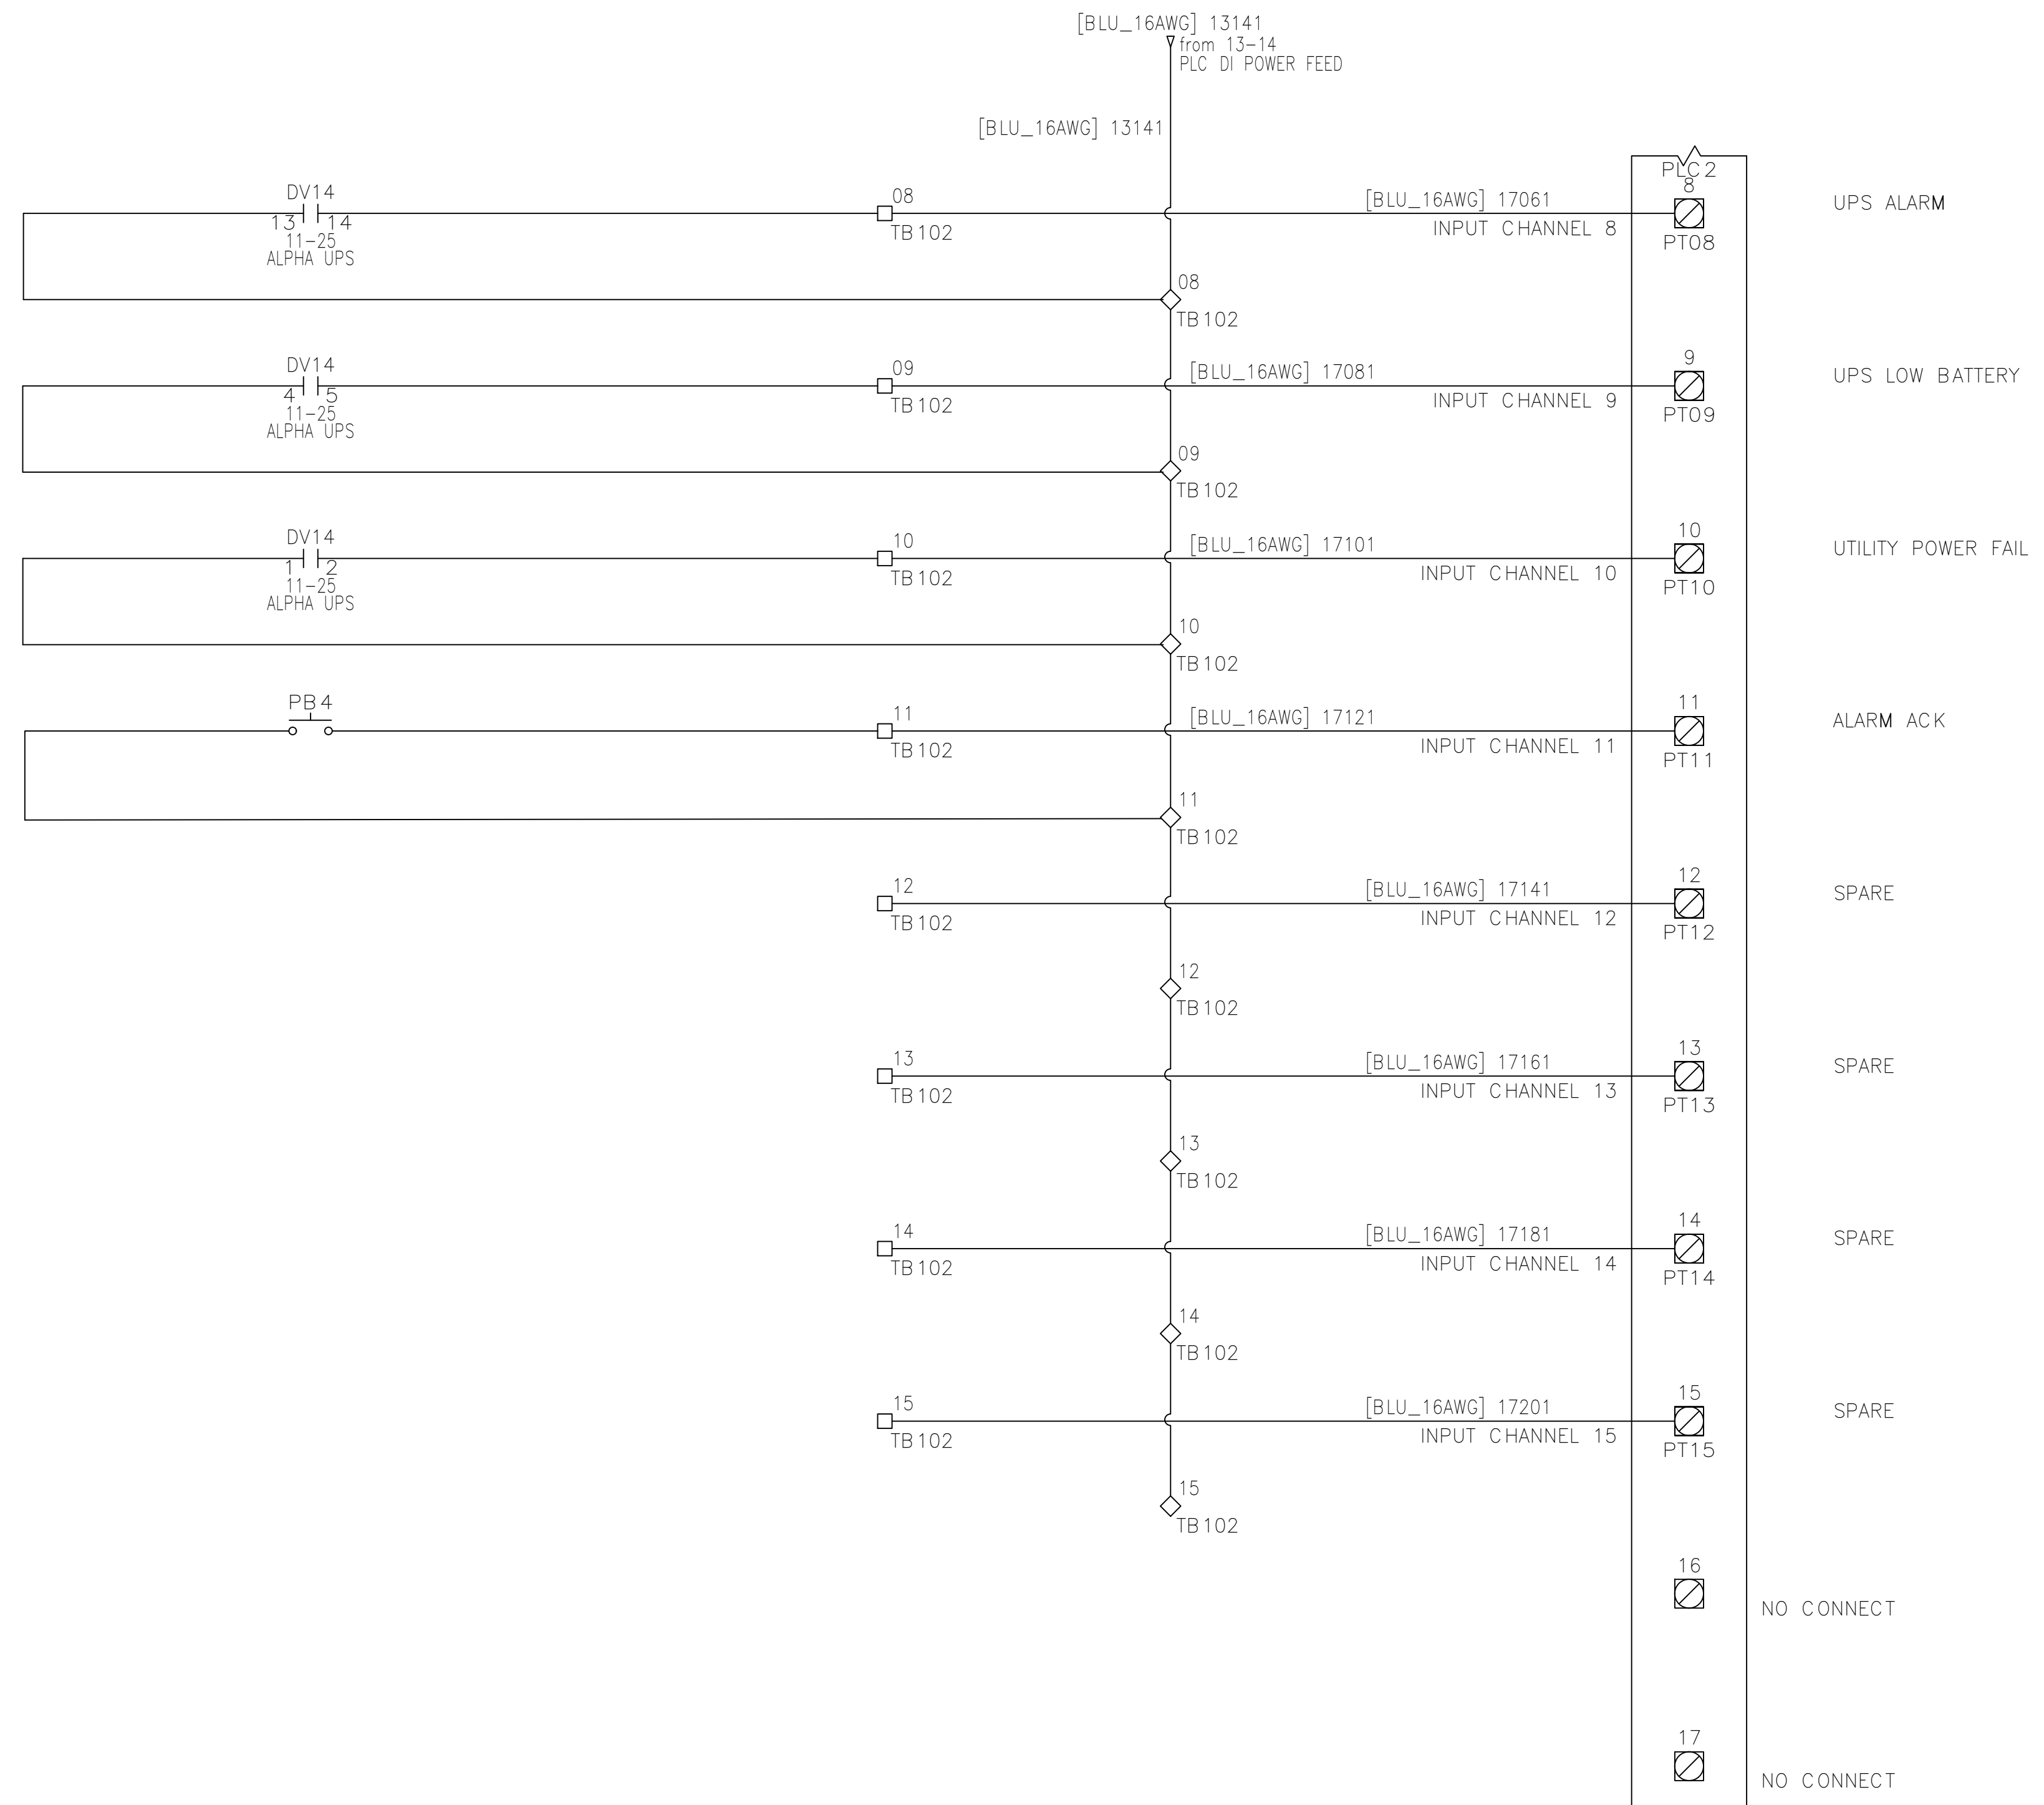 [BLU_16AWG] 13141
from 13-14
PLC DI POWER FEED
[BLU_16AWG] 13141
PLC2
DV14
08
[BLU_16AWG] 17061
8
UPS ALARM
13 14
TB102
INPUT CHANNEL 8
PT08
11-25
ALPHA UPS
08
TB102
DV14
09
[BLU_16AWG] 17081
9
UPS LOW BATTERY
4 5
TB102
INPUT CHANNEL 9
PT09
11-25
ALPHA UPS
09
TB102
DV14
10
[BLU_16AWG] 17101
10
UTILITY POWER FAIL
1 2
TB102
INPUT CHANNEL 10
PT10
11-25
ALPHA UPS
10
TB102
PB4
11
[BLU_16AWG] 17121
11
ALARM ACK
TB102
INPUT CHANNEL 11
PT11
11
TB102
12
[BLU_16AWG] 17141
12
SPARE
TB102
INPUT CHANNEL 12
PT12
12
TB102
13
[BLU_16AWG] 17161
13
SPARE
TB102
INPUT CHANNEL 13
PT13
13
TB102
14
[BLU_16AWG] 17181
14
SPARE
TB102
INPUT CHANNEL 14
PT14
14
TB102
15
[BLU_16AWG] 17201
15
SPARE
TB102
INPUT CHANNEL 15
PT15
15
TB102
16
NO CONNECT
17
NO CONNECT